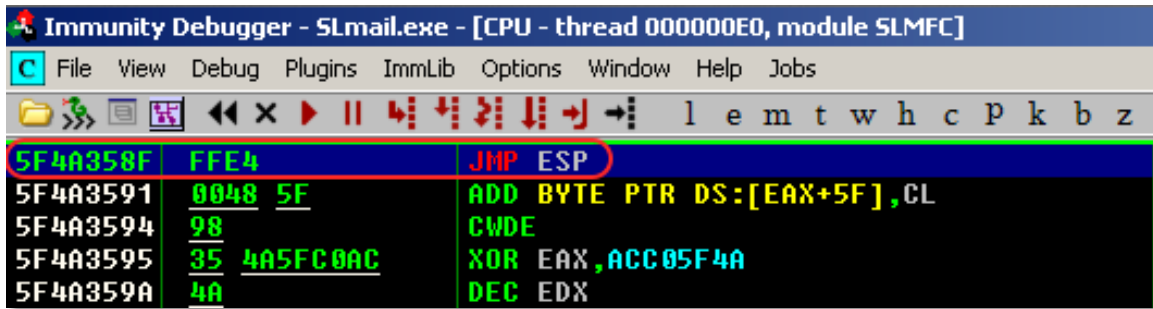 Immunity Debugger - SLmail.exe - [CPU - thread 000000E0, module SLMFC]
C File View Debug Plugins ImmLib Options Window Help Jobs
l e m t w h c P k b z
5F4A358F FFE4 JMP ESP
5F4A3591 0048 5F ADD BYTE PTR DS:[EAX+5F],CL
5F4A3594 98 CWDE
5F4A3595 35 4A5FC0AC XOR EAX,ACC05F4A
5F4A359A 4A DEC EDX